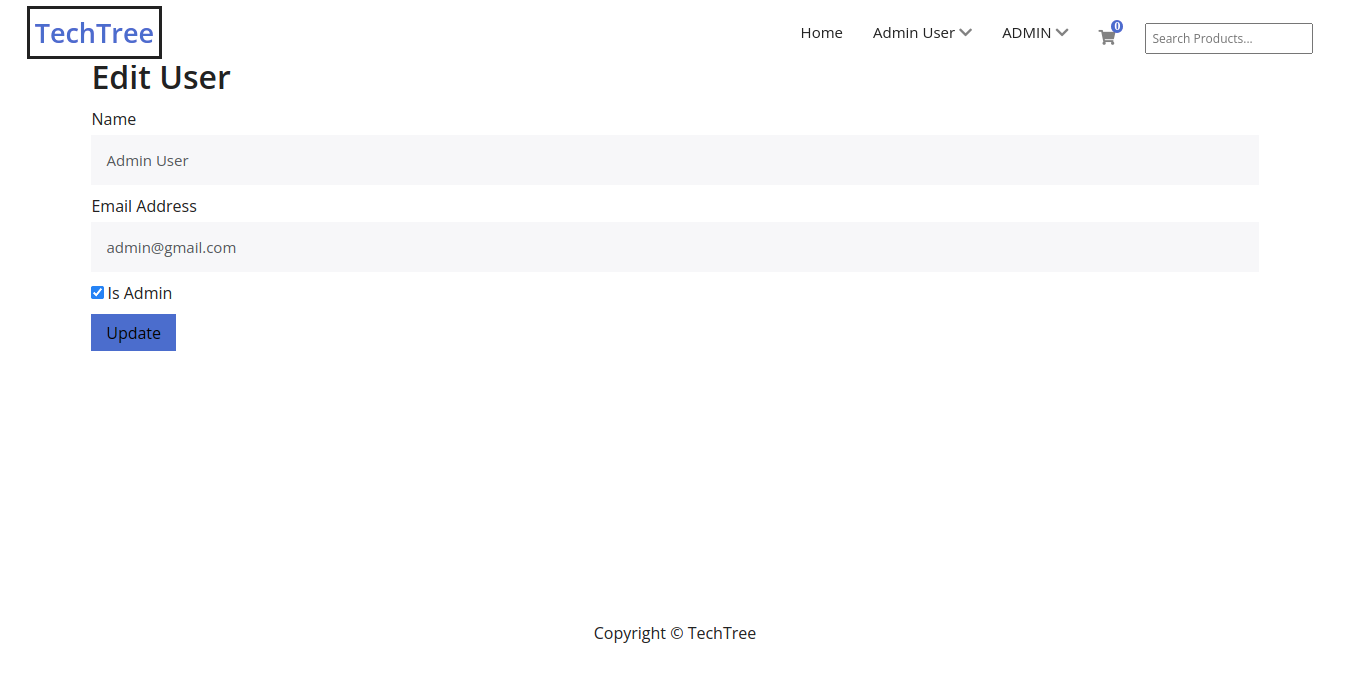 TechTree
Home Admin User ADMIN 0 Search Products...
Edit User
Name
Admin User
Email Address
admin@gmail.com
Is Admin
Update
Copyright © TechTree